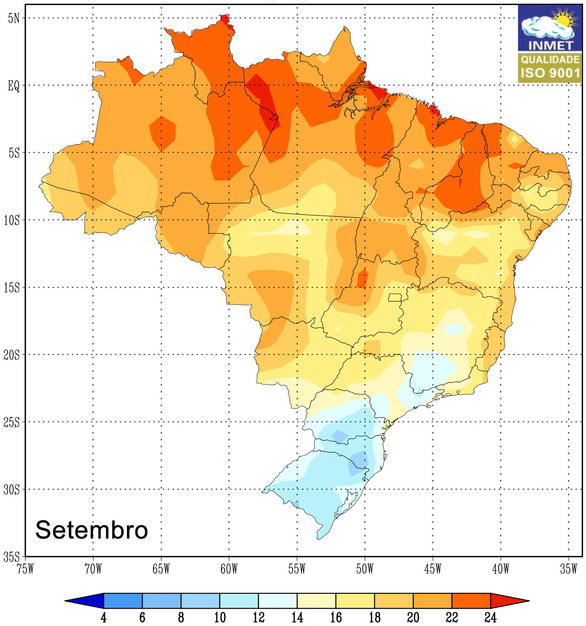 5N
INMET
QUALIDADE
ISO 9001
EQ
5S
10S
15S
20S
25S
30S
Setembro
35S
75W 70W 65W 60W 55W 50W 45W 40W 35W
4 6 8 10 12 14 16 18 20 22 24